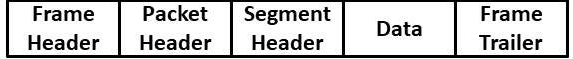 Frame Header
Packet Header
Segment Header
Data
Frame Trailer